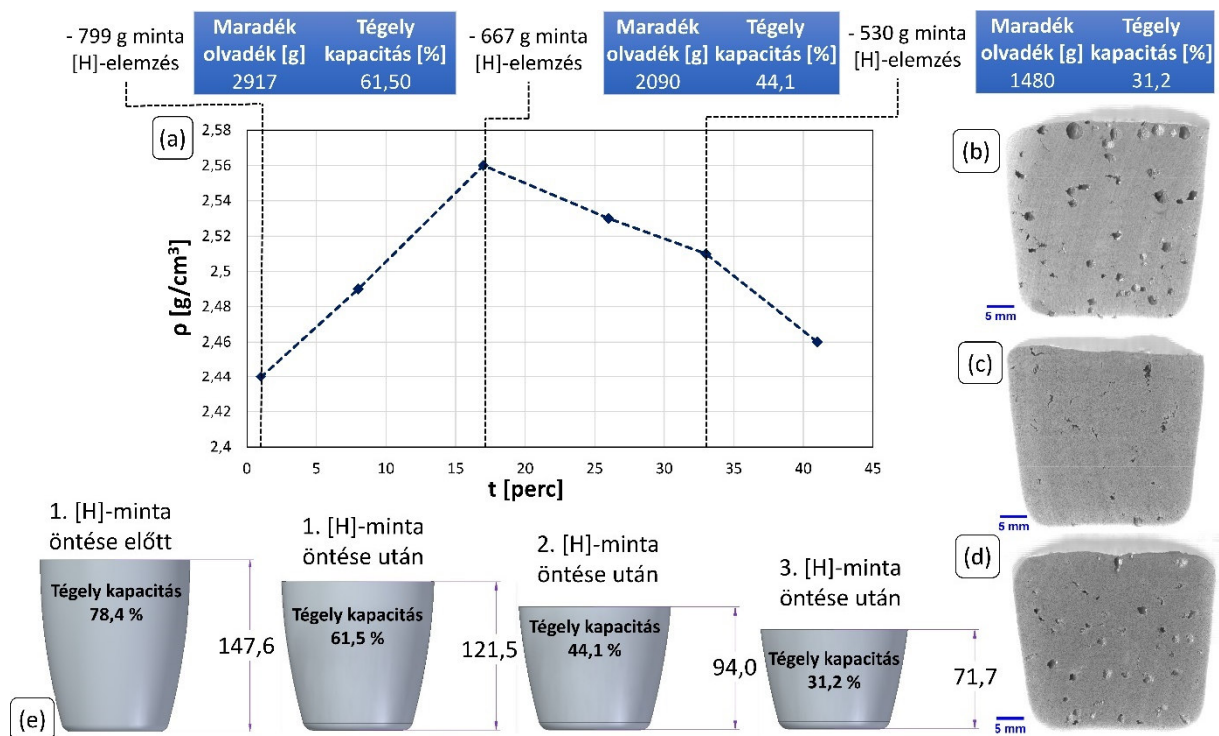 - 799 g minta
[H]-elemzés
Maradék Tégely
olvadék [g] kapacitás [%]
2917 61,50
- 667 g minta
[H]-elemzés
Maradék Tégely
olvadék [g] kapacitás [%]
2090 44,1
- 530 g minta
[H]-elemzés
Maradék Tégely
olvadék [g] kapacitás [%]
1480 31,2
(a)
2,58
2,56
2,54
2,52
2,5
2,48
2,46
2,44
2,42
2,4
ρ [g/cm³]
0 5 10 15 20 25 30 35 40 45
t [perc]
(b)
5 mm
(c)
5 mm
(d)
5 mm
1. [H]-minta
öntése előtt
Tégely kapacitás
78,4 %
147,6
1. [H]-minta
öntése után
Tégely kapacitás
61,5 %
121,5
2. [H]-minta
öntése után
Tégely kapacitás
44,1 %
94,0
3. [H]-minta
öntése után
Tégely kapacitás
31,2 %
71,7
(e)